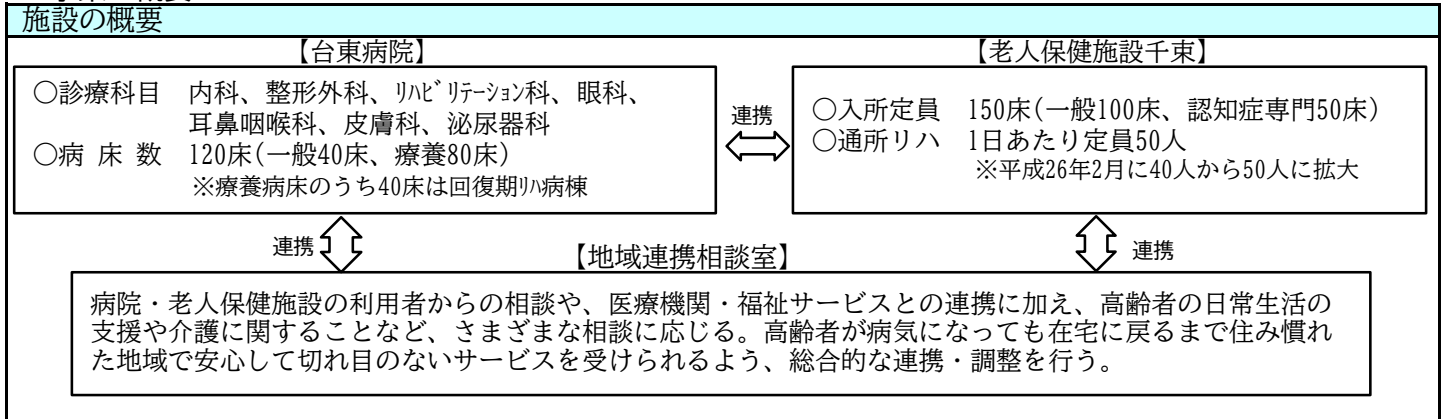 施設の概要
【台東病院】
○診療科目 内科、整形外科、ﾘﾊﾋﾞﾘﾃｰｼｮﾝ科、眼科、
耳鼻咽喉科、皮膚科、泌尿器科
○病 床 数 120床(一般40床、療養80床)
※療養病床のうち40床は回復期ﾘﾊ病棟
連携
【老人保健施設千束】
○入所定員 150床(一般100床、認知症専門50床)
○通所リハ 1日あたり定員50人
※平成26年2月に40人から50人に拡大
連携
【地域連携相談室】
連携
病院・老人保健施設の利用者からの相談や、医療機関・福祉サービスとの連携に加え、高齢者の日常生活の
支援や介護に関することなど、さまざまな相談に応じる。高齢者が病気になっても在宅に戻るまで住み慣れ
た地域で安心して切れ目のないサービスを受けられるよう、総合的な連携・調整を行う。